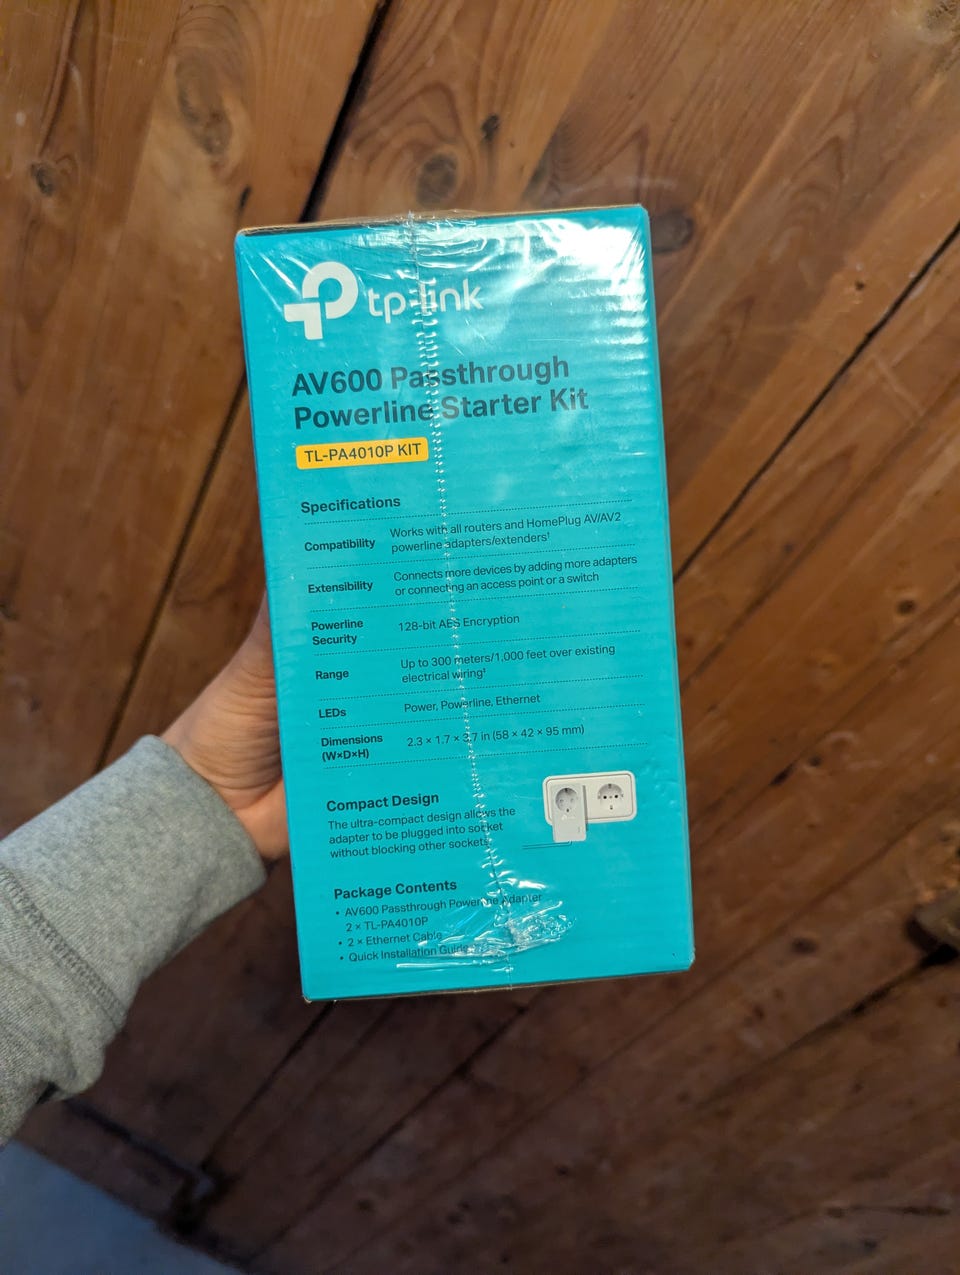 tp-link
AV600 Passthrough
Powerline Starter Kit
TL-PA4010P KIT
Specifications
Compatibility
Works with all routers and HomePlug AV/AV2
powerline adapters/extenders†
Extensibility
Connects more devices by adding more adapters
or connecting an access point or a switch
Powerline
Security
128-bit AES Encryption
Range
Up to 300 meters/1,000 feet over existing
electrical wiring‡
LEDs
Power, Powerline, Ethernet
Dimensions
(W×D×H)
2.3 × 1.7 × 3.7 in (58 × 42 × 95 mm)
Compact Design
The ultra-compact design allows the
adapter to be plugged into socket
without blocking other sockets.
Package Contents
• AV600 Passthrough Powerline Adapter
2 × TL-PA4010P
• 2 × Ethernet Cable
• Quick Installation Guide